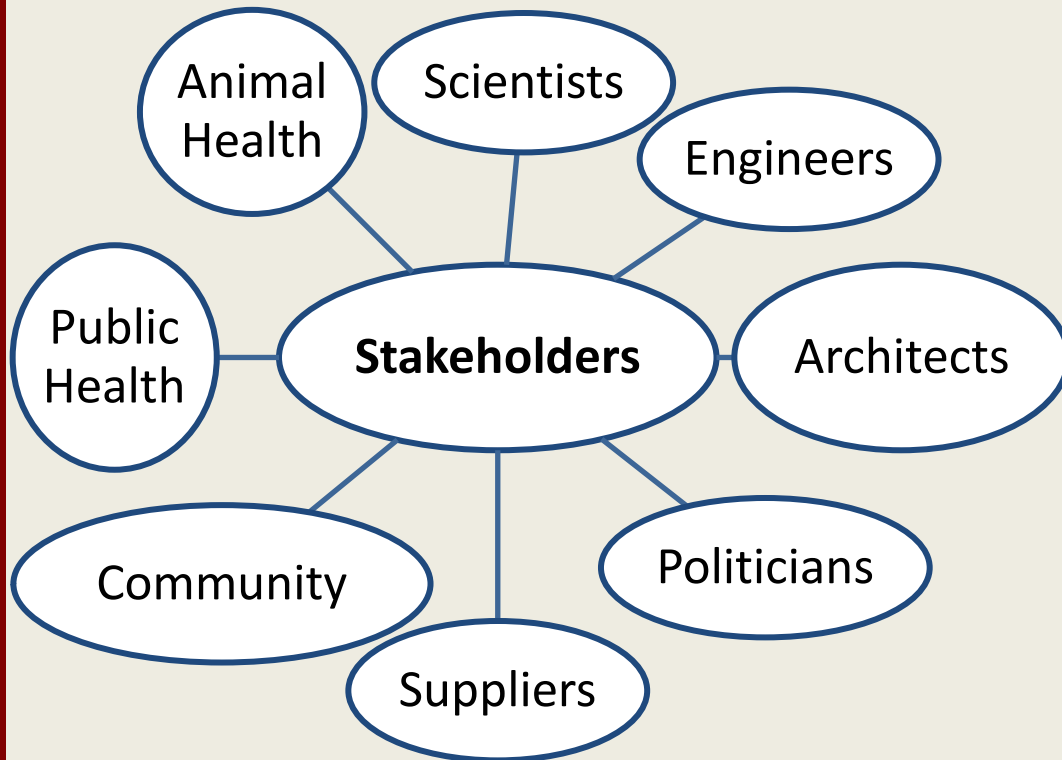 Animal
Health
Scientists
Engineers
Public
Health
Stakeholders
Architects
Community
Politicians
Suppliers